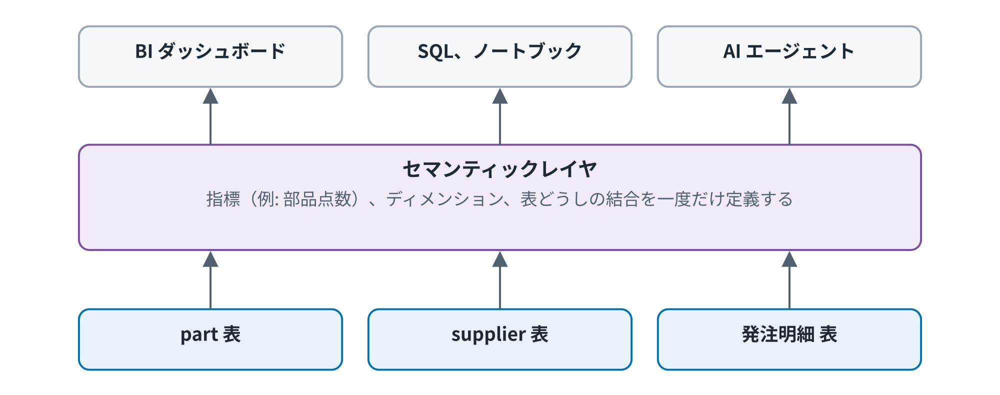 BI ダッシュボード
SQL、ノートブック
AI エージェント
セマンティックレイヤ
指標（例: 部品点数）、ディメンション、表どうしの結合を一度だけ定義する
part 表
supplier 表
発注明細 表